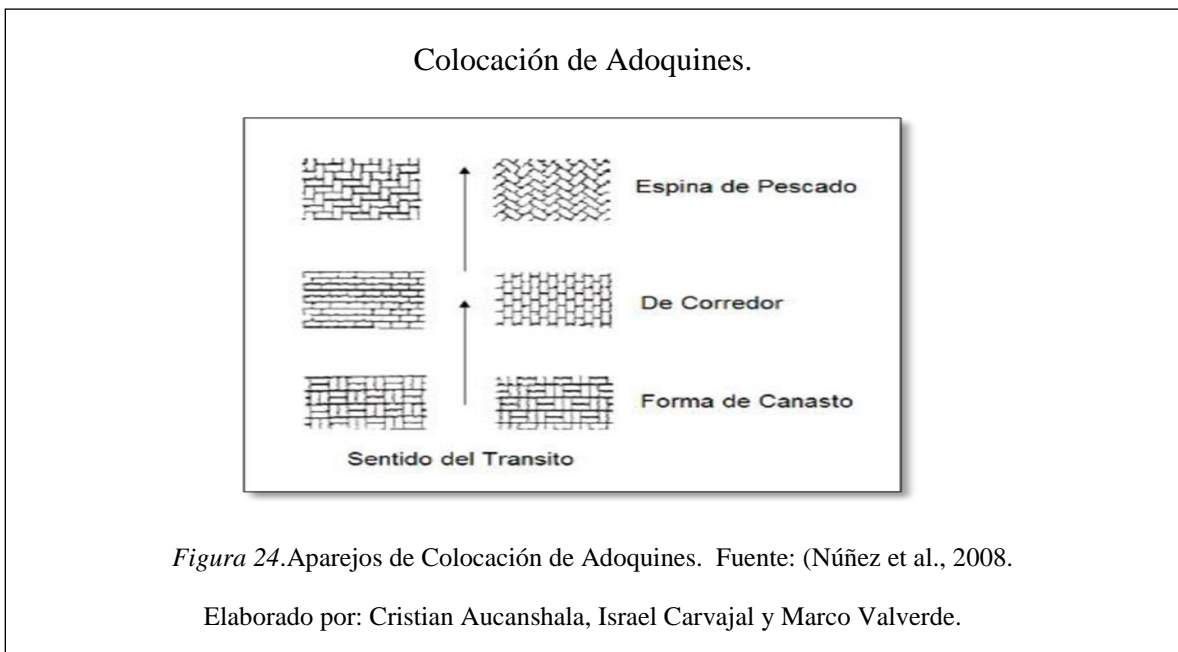 Colocación de Adoquines.
Espina de Pescado
De Corredor
Forma de Canasto
Sentido del Transito
Figura 24.Aparejos de Colocación de Adoquines. Fuente: (Núñez et al., 2008.
Elaborado por: Cristian Aucanshala, Israel Carvajal y Marco Valverde.